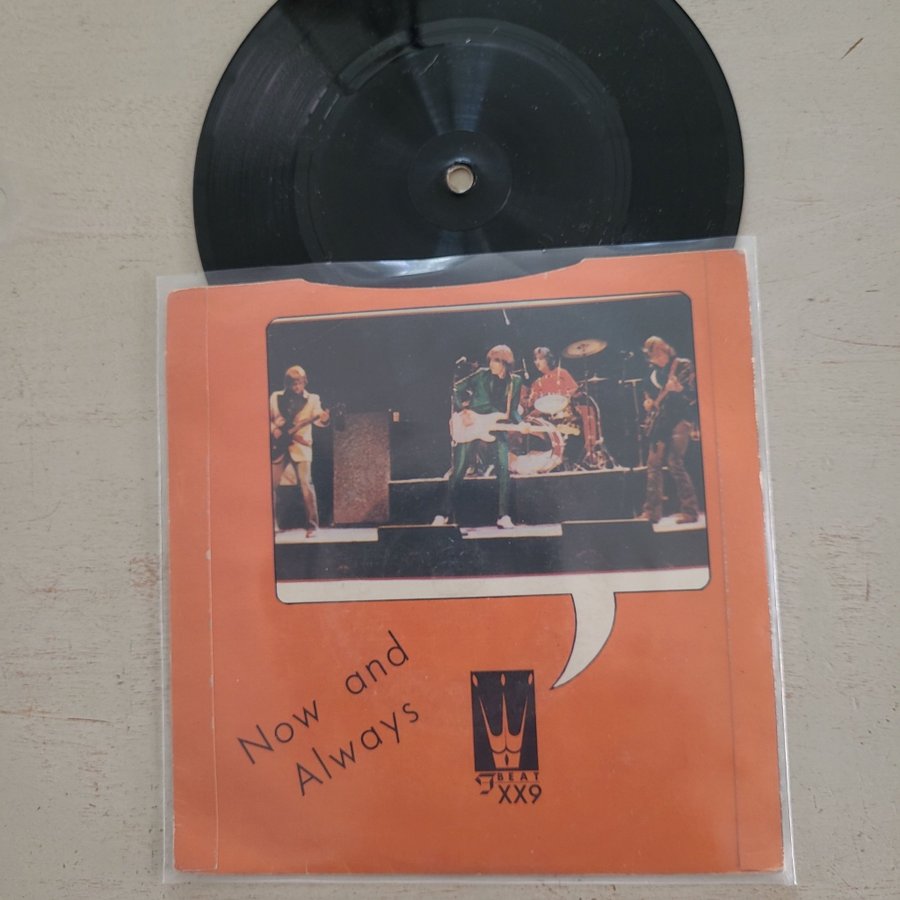 Now and
Always
F BEAT
XX9